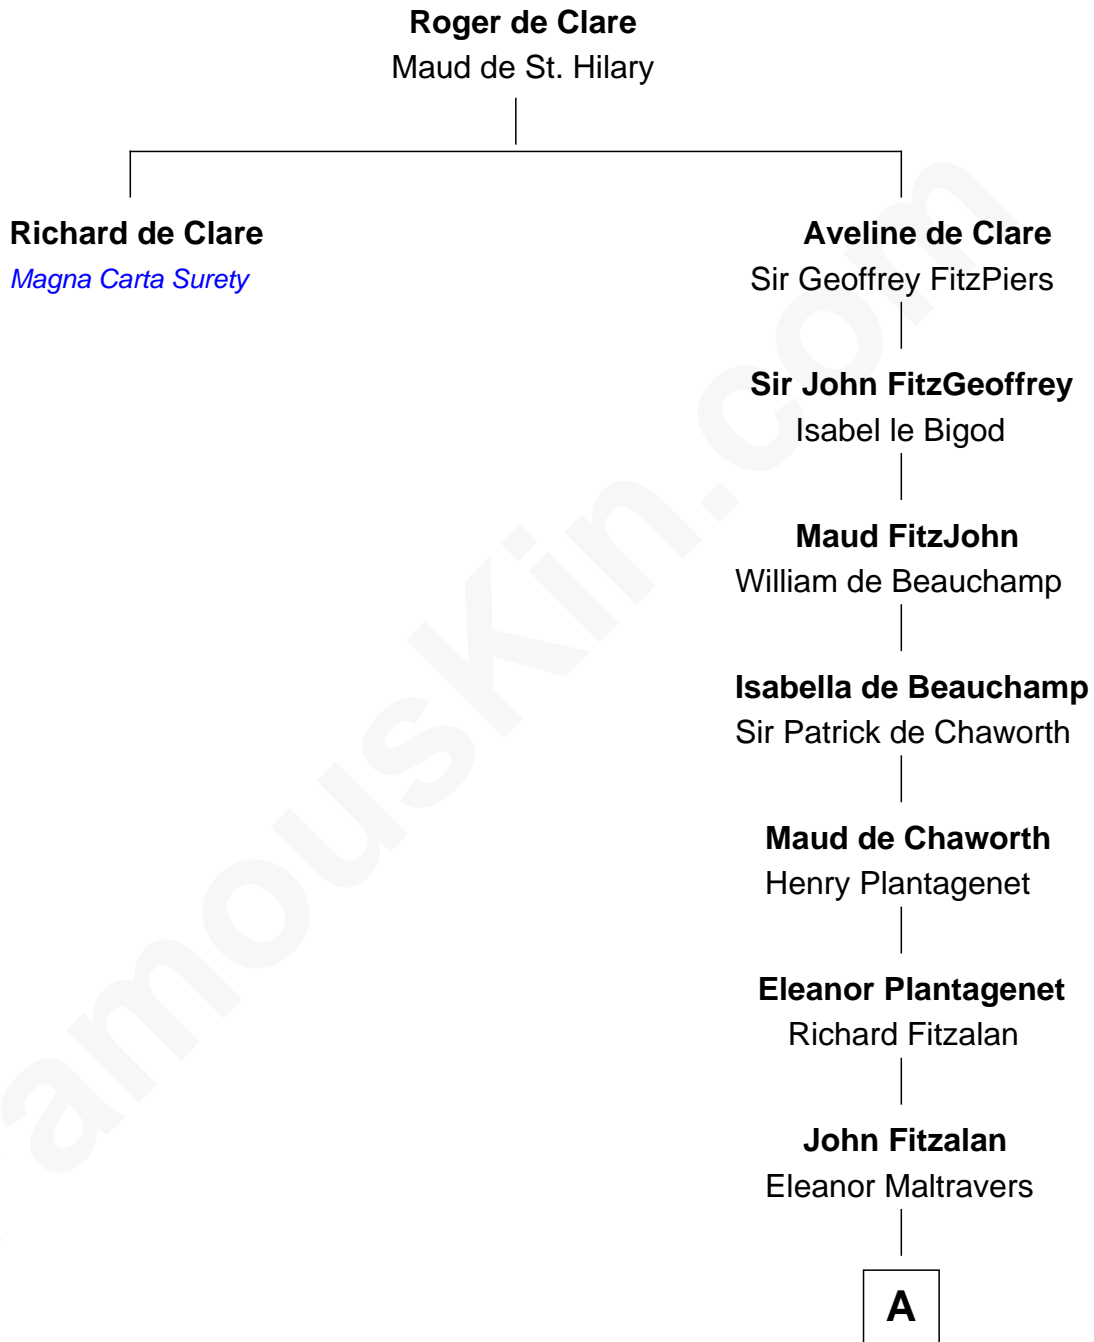 Roger de Clare
Maud de St. Hilary
Richard de Clare
Magna Carta Surety
Aveline de Clare
Sir Geoffrey FitzPiers
Sir John FitzGeoffrey
Isabel le Bigod
Maud FitzJohn
William de Beauchamp
Isabella de Beauchamp
Sir Patrick de Chaworth
Maud de Chaworth
Henry Plantagenet
Eleanor Plantagenet
Richard Fitzalan
John Fitzalan
Eleanor Maltravers
A
amousKin.com